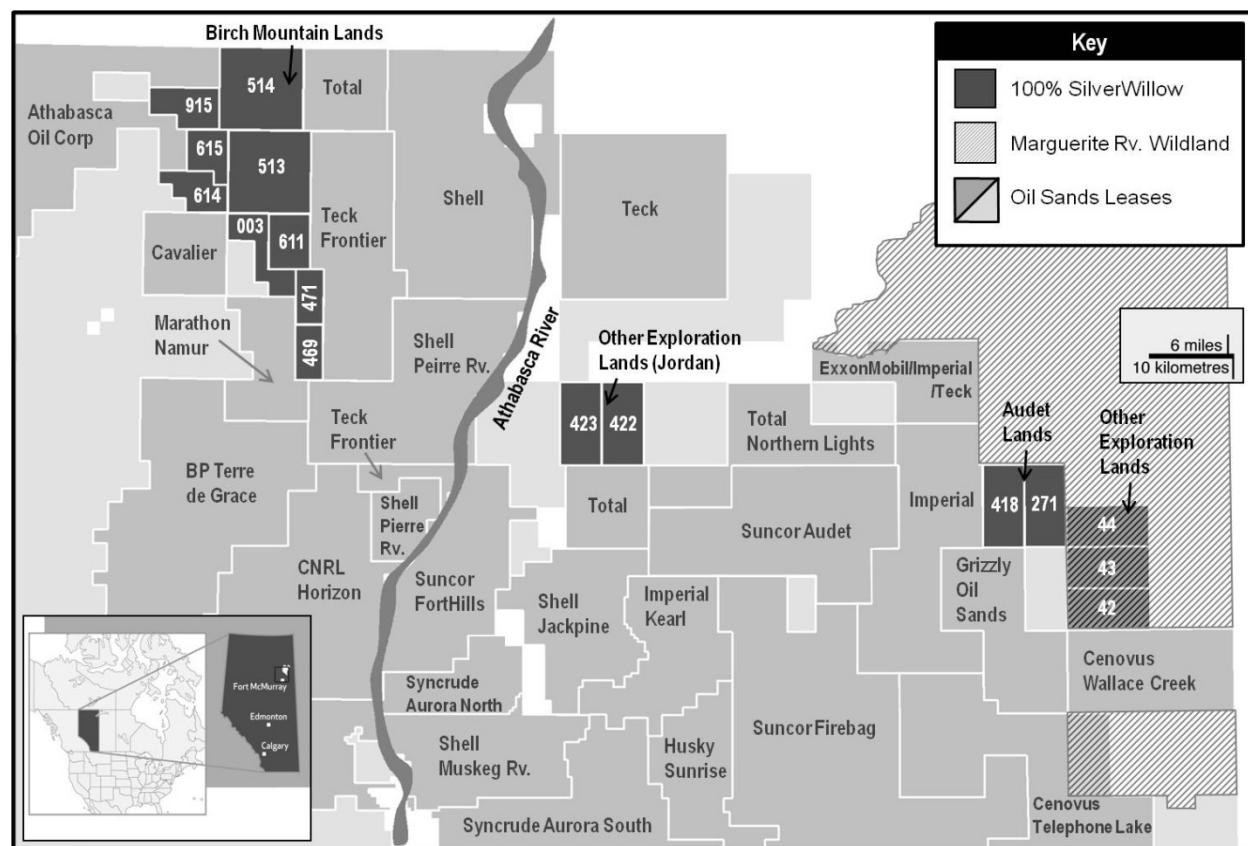 Birch Mountain Lands
514
Total
915
Athabasca
Oil Corp
615
513
614
Shell
Teck
Teck
Frontier
003
611
Cavalier
471
469
Marathon
Namur
Shell
Peirre Rv.
Athabasca River
Other Exploration
Lands (Jordan)
423
422
Key
100% SilverWillow
Marguerite Rv. Wildland
Oil Sands Leases
6 miles
10 kilometres
ExxonMobil/Imperial
/Teck
Audet
Lands
Other
Exploration
Lands
Total
Northern Lights
Teck
Frontier
BP Terre
de Grace
Shell
Pierre Rv.
Total
Suncor Audet
Imperial
418
271
44
43
42
CNRL
Horizon
Suncor
FortHills
Shell
Jackpine
Imperial
Kearl
Grizzly
Oil
Sands
Cenovus
Wallace Creek
Syncrude
Aurora North
Shell
Muskeg Rv.
Husky
Sunrise
Suncor Firebag
Syncrude Aurora South
Cenovus
Telephone Lake
Fort McMurray
Edmonton
Calgary